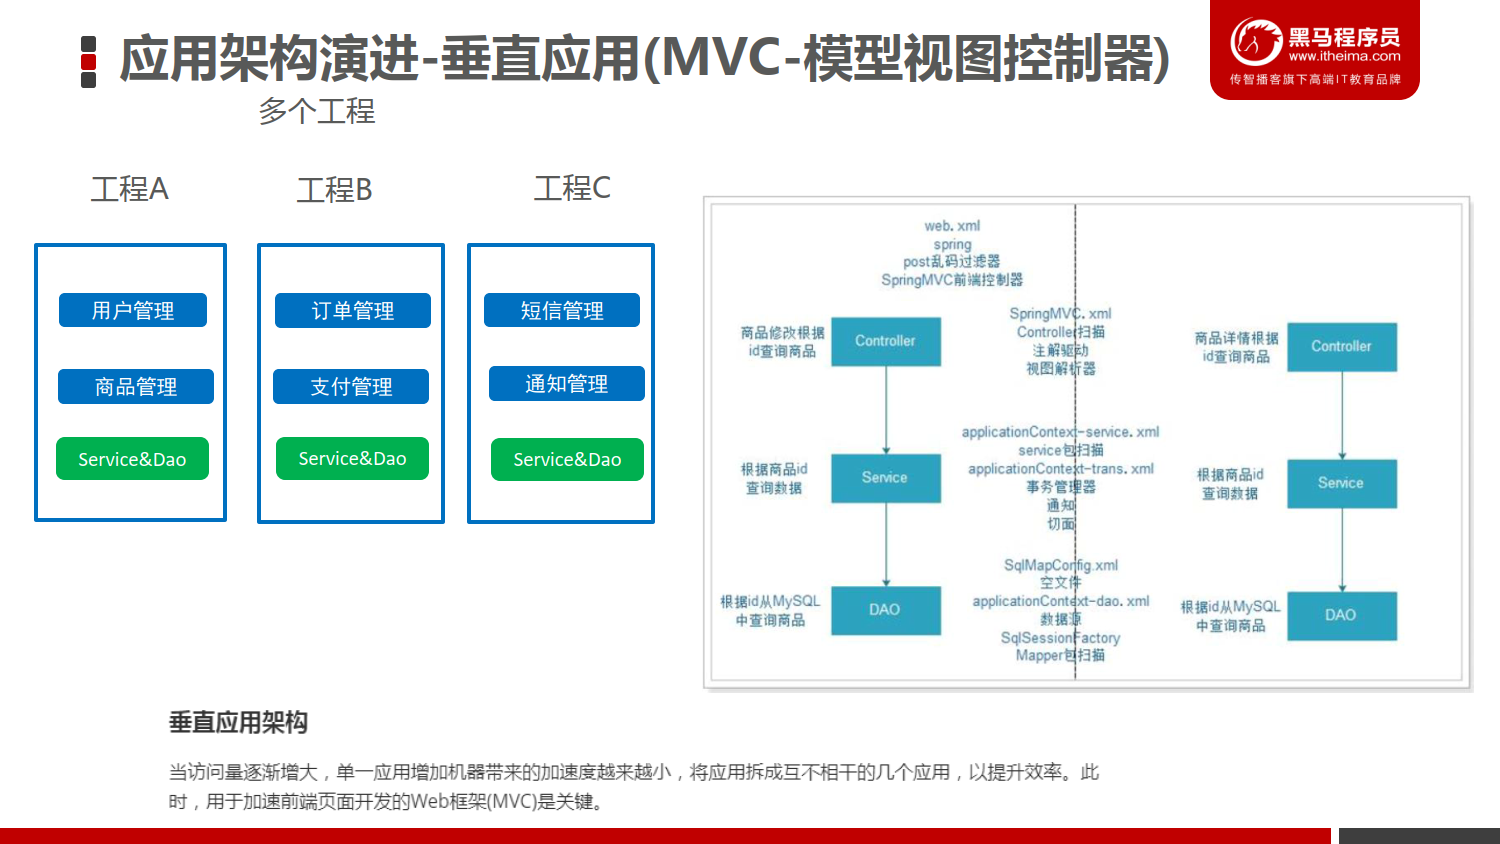 应用架构演进-垂直应用(MVC-模型视图控制器)
黑马程序员
www.itheima.com
传智播客旗下高端IT教育品牌
多个工程
工程A
工程B
工程C
用户管理
商品管理
Service&Dao
订单管理
支付管理
Service&Dao
短信管理
通知管理
Service&Dao
web.xml
spring
post乱码过滤器
SpringMVC前端控制器
商品修改根据
id查询商品
Controller
SpringMVC.xml
Controller扫描
注解驱动
视图解析器
商品详情根据
id查询商品
Controller
根据商品id
查询数据
Service
applicationContext-service.xml
service包扫描
applicationContext-trans.xml
事务管理器
通知
切面
根据商品id
查询数据
Service
根据id从MySQL
中查询商品
DAO
SqlMapConfig.xml
空文件
applicationContext-dao.xml
数据源
SqlSessionFactory
Mapper包扫描
根据id从MySQL
中查询商品
DAO
垂直应用架构
当访问量逐渐增大，单一应用增加机器带来的加速度越来越小，将应用拆成互不相干的几个应用，以提升效率。此
时，用于加速前端页面开发的Web框架(MVC)是关键。